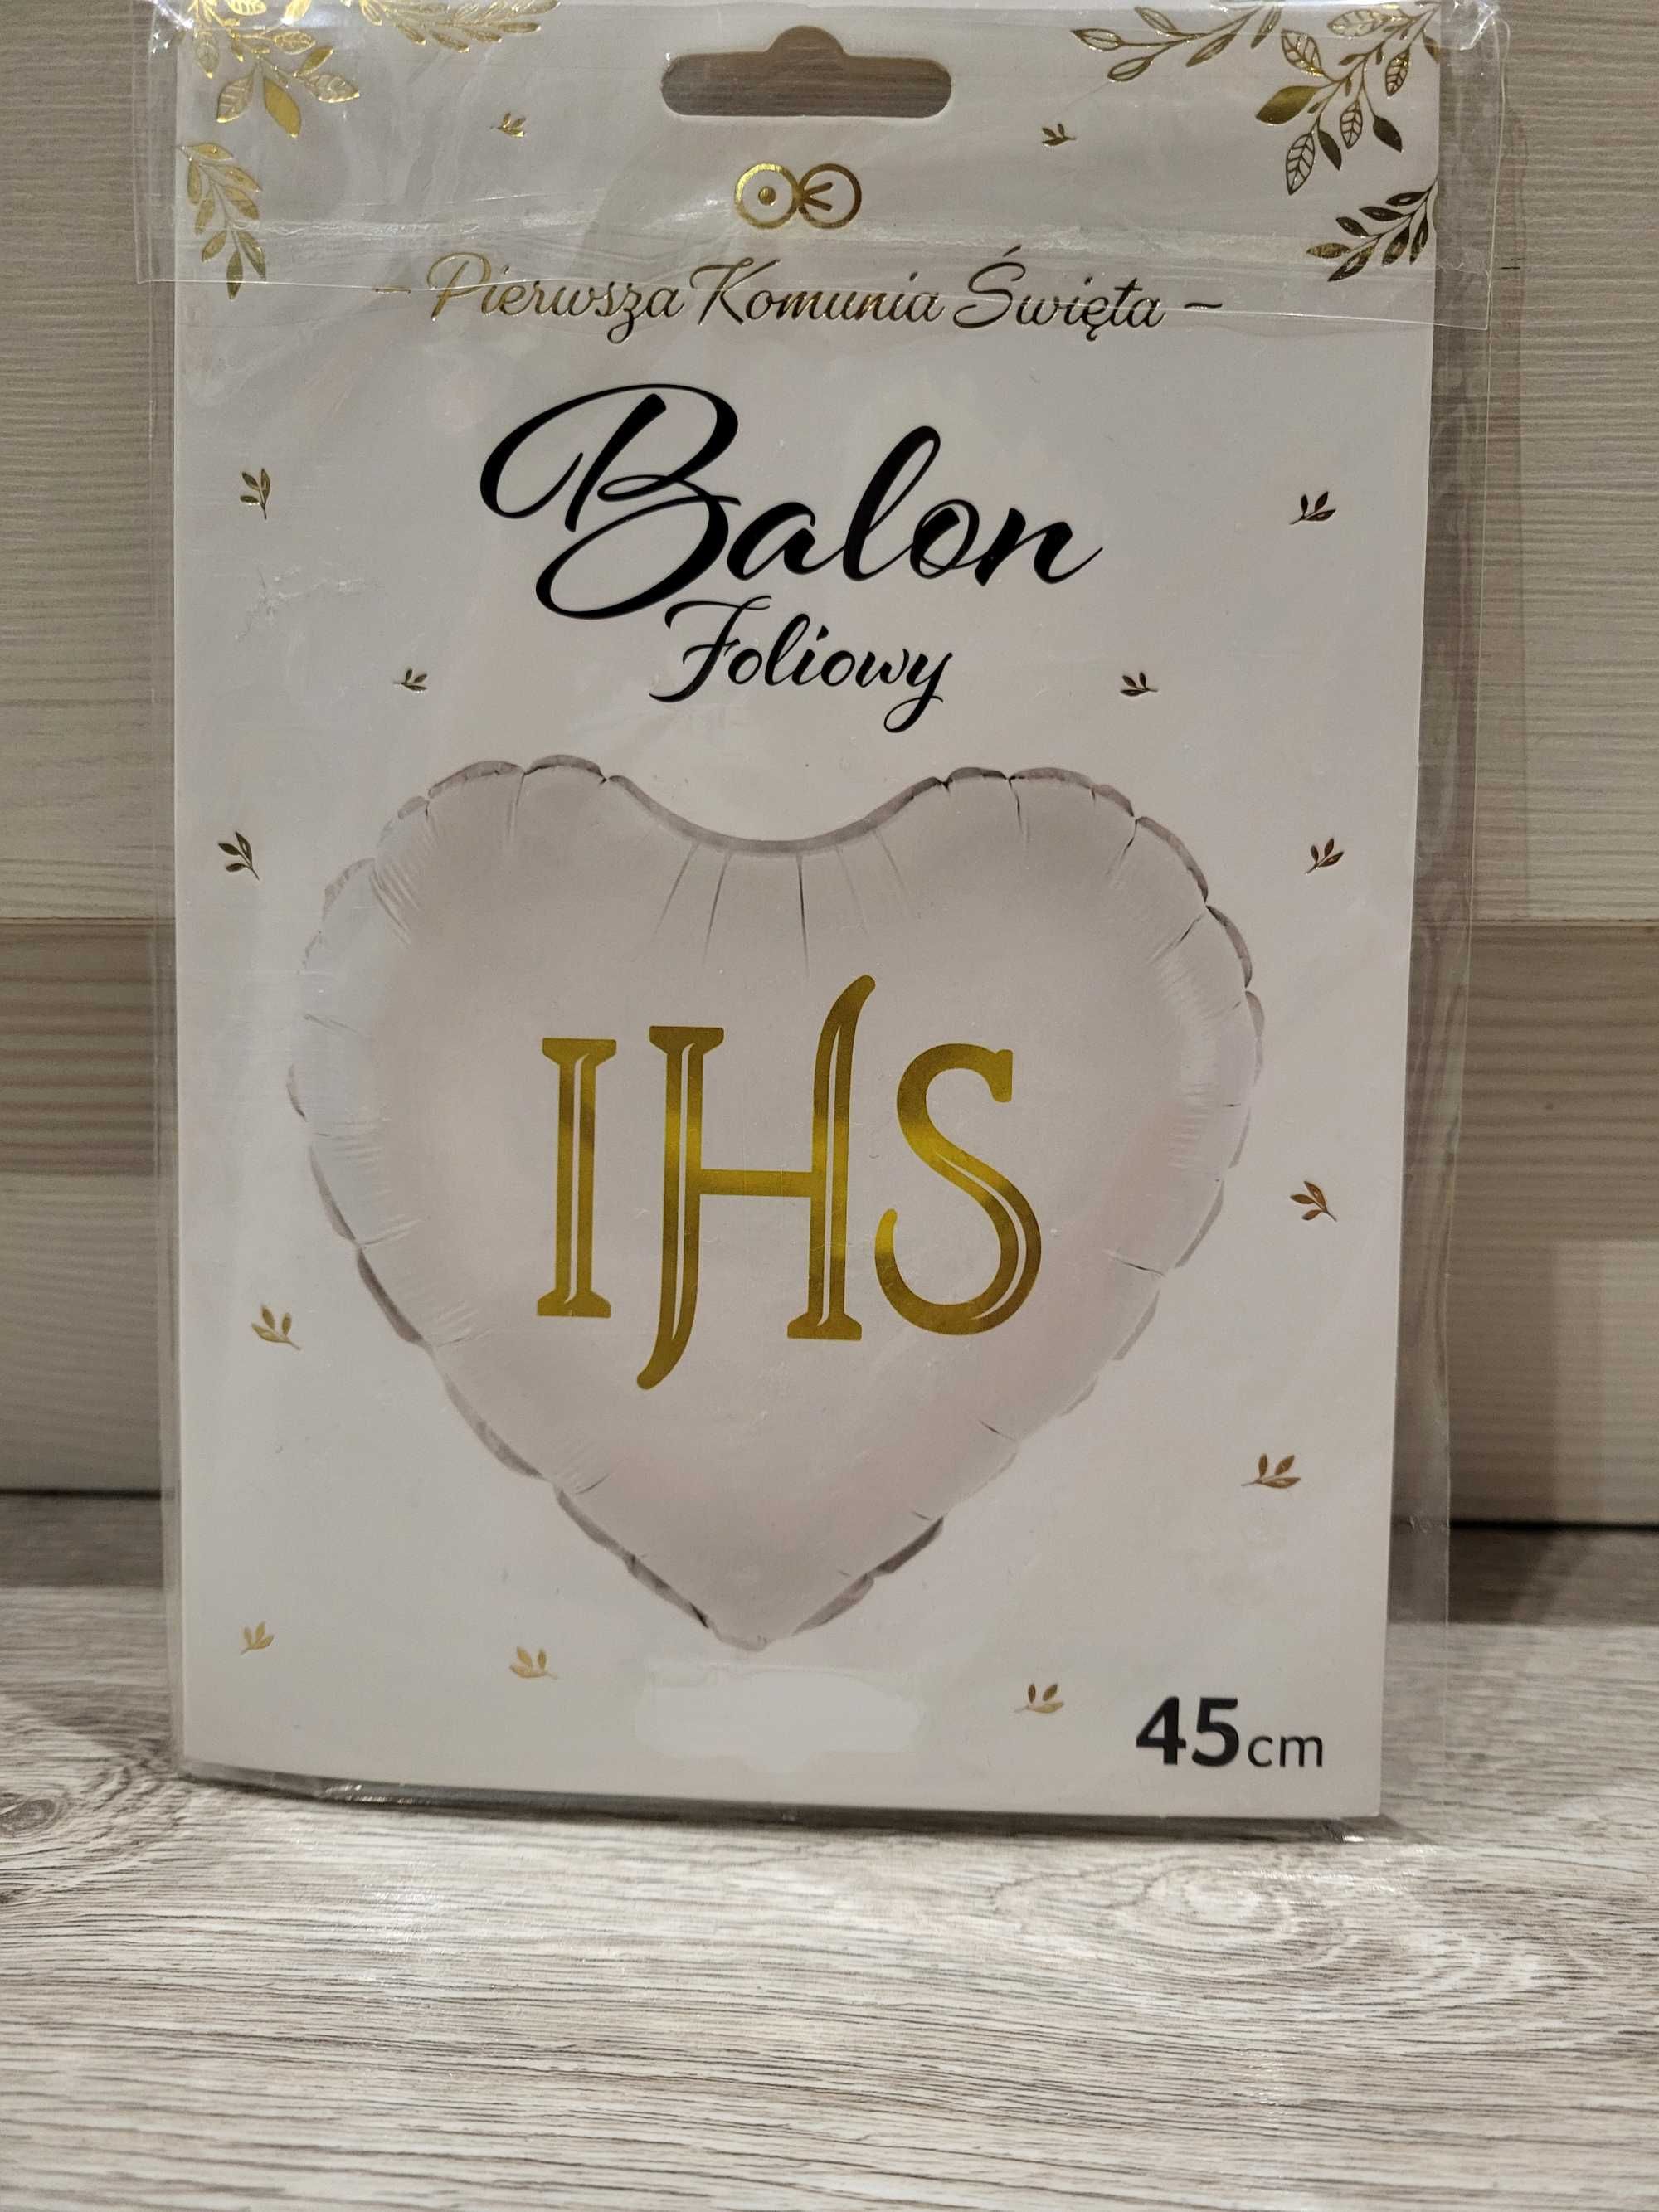 ~ Pierwsza Komunia Święta ~
Balon
Foliowy
IHS
45cm